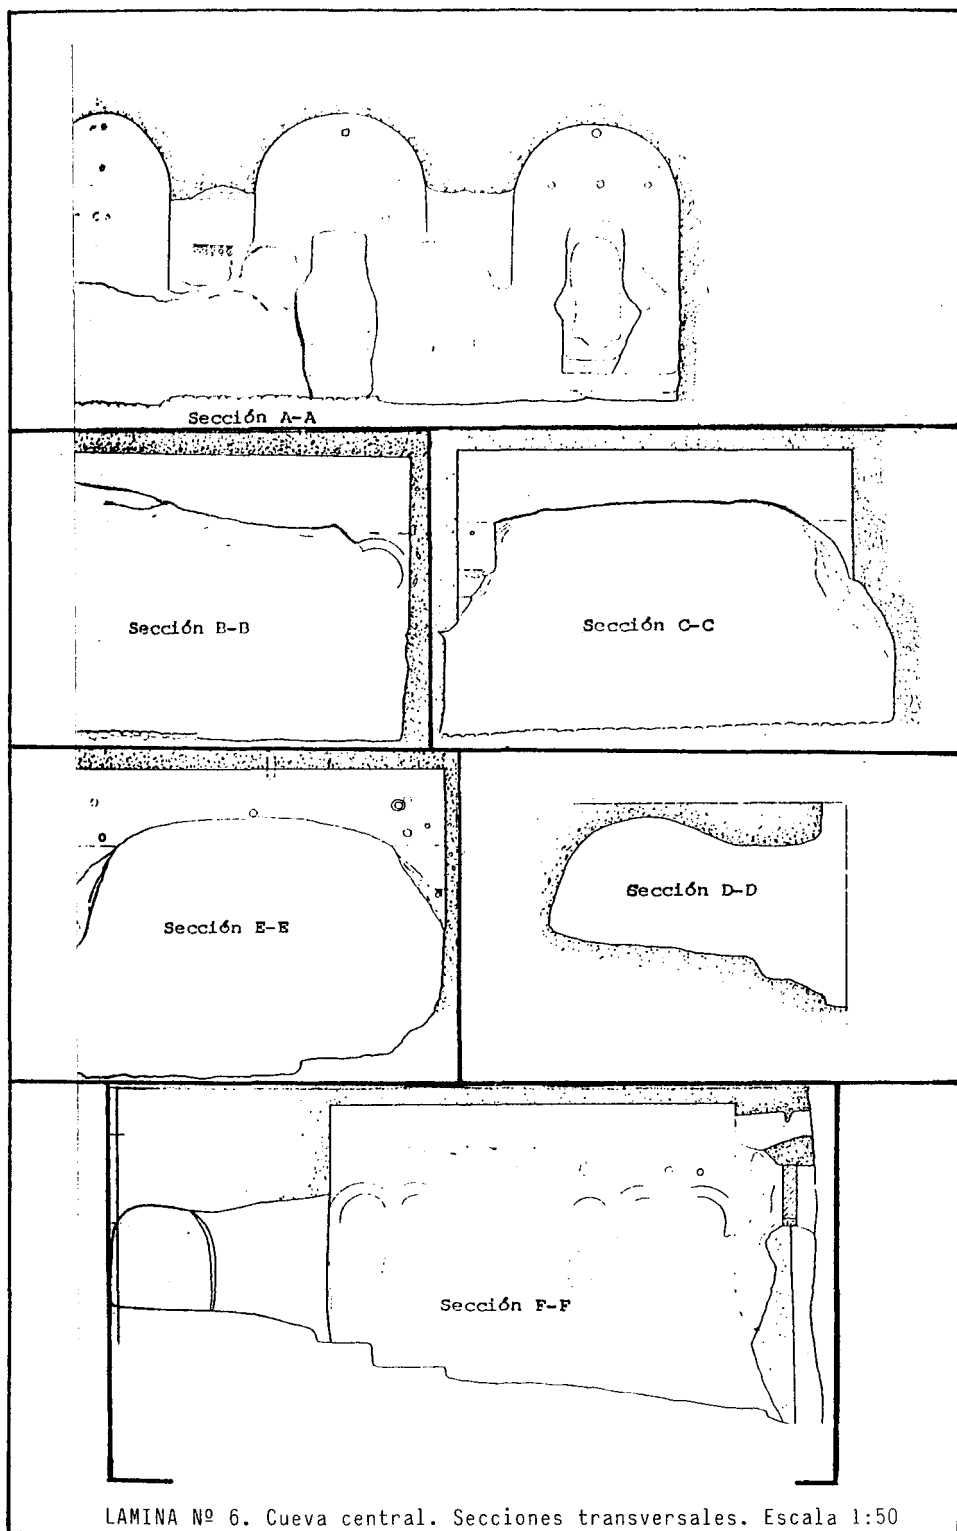 Sección A-A
Sección B-B
Sección C-C
Sección E-E
Sección D-D
Sección F-F
LAMINA Nº 6. Cueva central. Secciones transversales. Escala 1:50